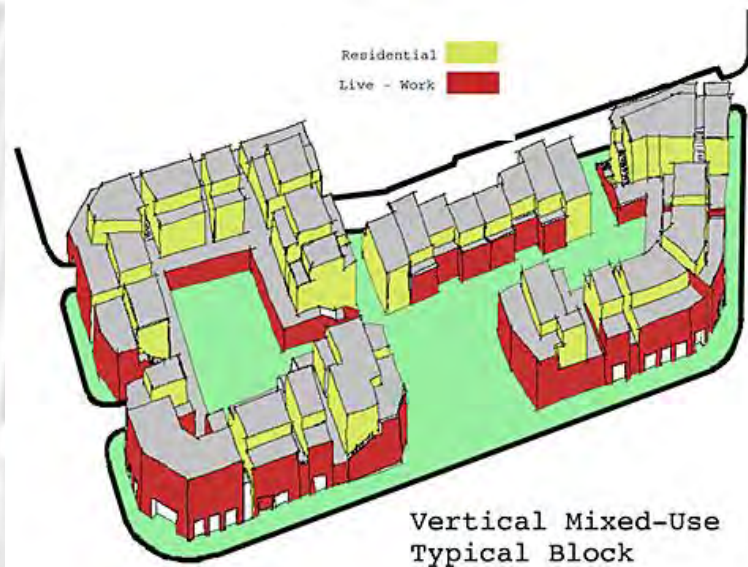 Residential
Live - Work
Vertical Mixed-Use
Typical Block